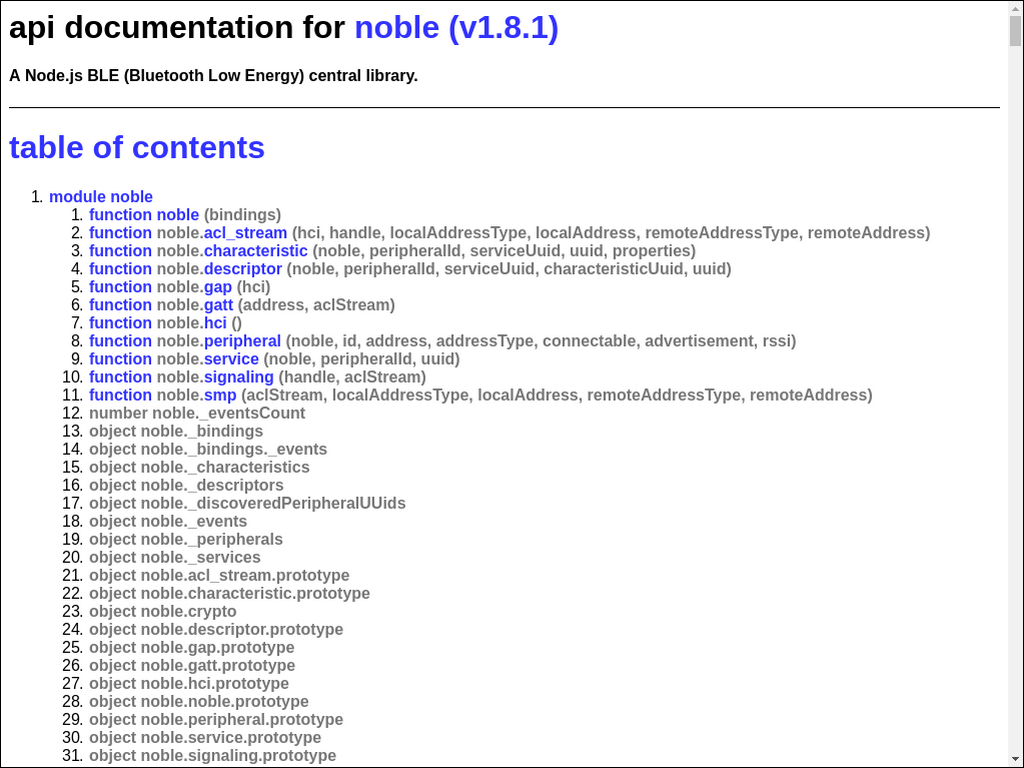 api documentation for noble (v1.8.1)
A Node.js BLE (Bluetooth Low Energy) central library.
table of contents
1. module noble
1. function noble (bindings)
2. function noble.acl_stream (hci, handle, localAddressType, localAddress, remoteAddressType, remoteAddress)
3. function noble.characteristic (noble, peripheralId, serviceUuid, uuid, properties)
4. function noble.descriptor (noble, peripheralId, serviceUuid, characteristicUuid, uuid)
5. function noble.gap (hci)
6. function noble.gatt (address, aclStream)
7. function noble.hci ()
8. function noble.peripheral (noble, id, address, addressType, connectable, advertisement, rssi)
9. function noble.service (noble, peripheralId, uuid)
10. function noble.signaling (handle, aclStream)
11. function noble.smp (aclStream, localAddressType, localAddress, remoteAddressType, remoteAddress)
12. number noble._eventsCount
13. object noble._bindings
14. object noble._bindings._events
15. object noble._characteristics
16. object noble._descriptors
17. object noble._discoveredPeripheralUUids
18. object noble._events
19. object noble._peripherals
20. object noble._services
21. object noble.acl_stream.prototype
22. object noble.characteristic.prototype
23. object noble.crypto
24. object noble.descriptor.prototype
25. object noble.gap.prototype
26. object noble.gatt.prototype
27. object noble.hci.prototype
28. object noble.noble.prototype
29. object noble.peripheral.prototype
30. object noble.service.prototype
31. object noble.signaling.prototype